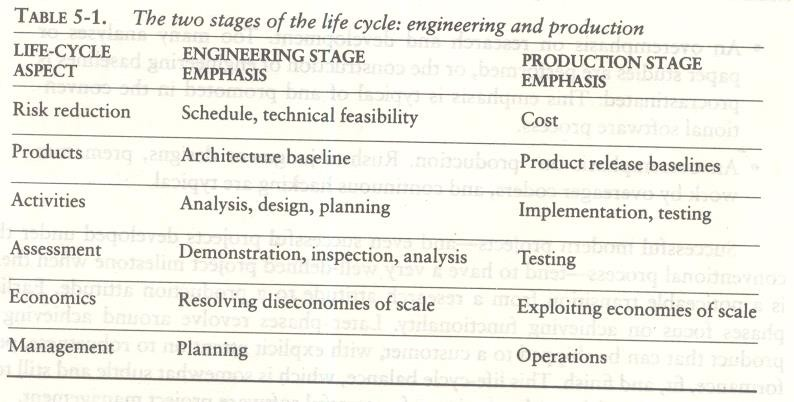 TABLE 5-1. The two stages of the life cycle: engineering and production
LIFE-CYCLE ASPECT ENGINEERING STAGE EMPHASIS PRODUCTION STAGE EMPHASIS
Risk reduction Schedule, technical feasibility Cost
Products Architecture baseline Product release baselines
Activities Analysis, design, planning Implementation, testing
Assessment Demonstration, inspection, analysis Testing
Economics Resolving diseconomies of scale Exploiting economies of scale
Management Planning Operations